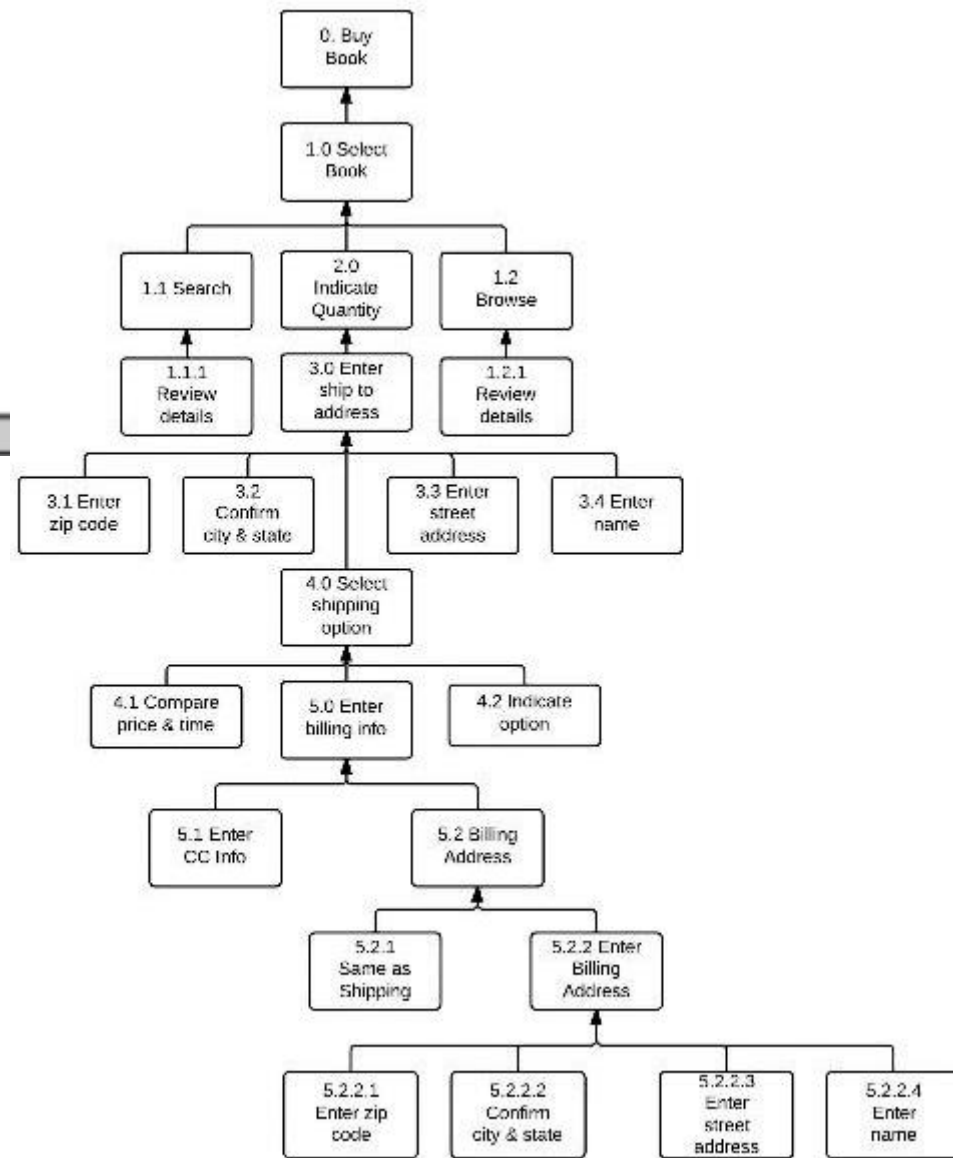 0. Buy
Book
1.0 Select
Book
1.1 Search
2.0
Indicate
Quantity
1.2
Browse
1.1.1
Review
details
3.0 Enter
ship to
address
1.2.1
Review
details
3.1 Enter
zip code
3.2
Confirm
city & state
3.3 Enter
street
address
3.4 Enter
name
4.0 Select
shipping
option
4.1 Compare
price & time
5.0 Enter
billing info
4.2 Indicate
option
5.1 Enter
CC Info
5.2 Billing
Address
5.2.1
Same as
Shipping
5.2.2 Enter
Billing
Address
5.2.2.1
Enter zip
code
5.2.2.2
Confirm
city & state
5.2.2.3
Enter
street
address
5.2.2.4
Enter
name